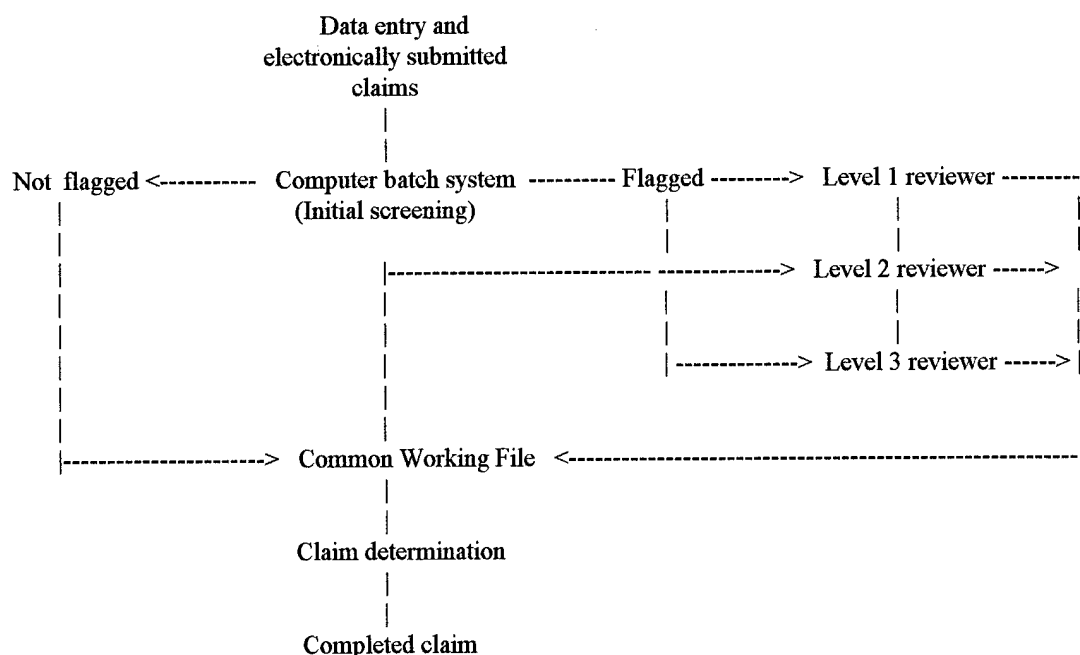 Data entry and
electronically submitted
claims
Not flagged <----------- Computer batch system ---------- Flagged ----------> Level 1 reviewer ----------
(Initial screening)
Level 2 reviewer ------>
Level 3 reviewer ------>
Common Working File
Claim determination
Completed claim